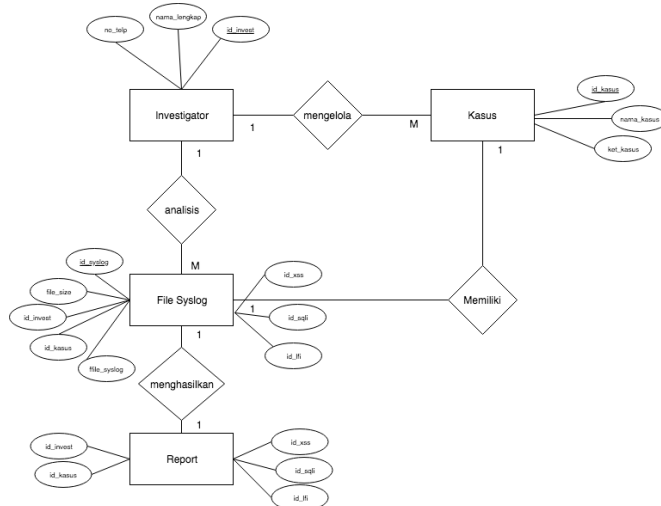 nama_lengkap
no_telp
id_invest
Investigator
1
mengelola
M
Kasus
id_kasus
nama_kasus
ket_kasus
1
1
analisis
M
id_syslog
file_size
id_invest
id_kasus
ffile_syslog
File Syslog
1
id_xss
id_sqli
id_lfi
Memiliki
1
menghasilkan
1
id_invest
id_kasus
Report
id_xss
id_sqli
id_lfi